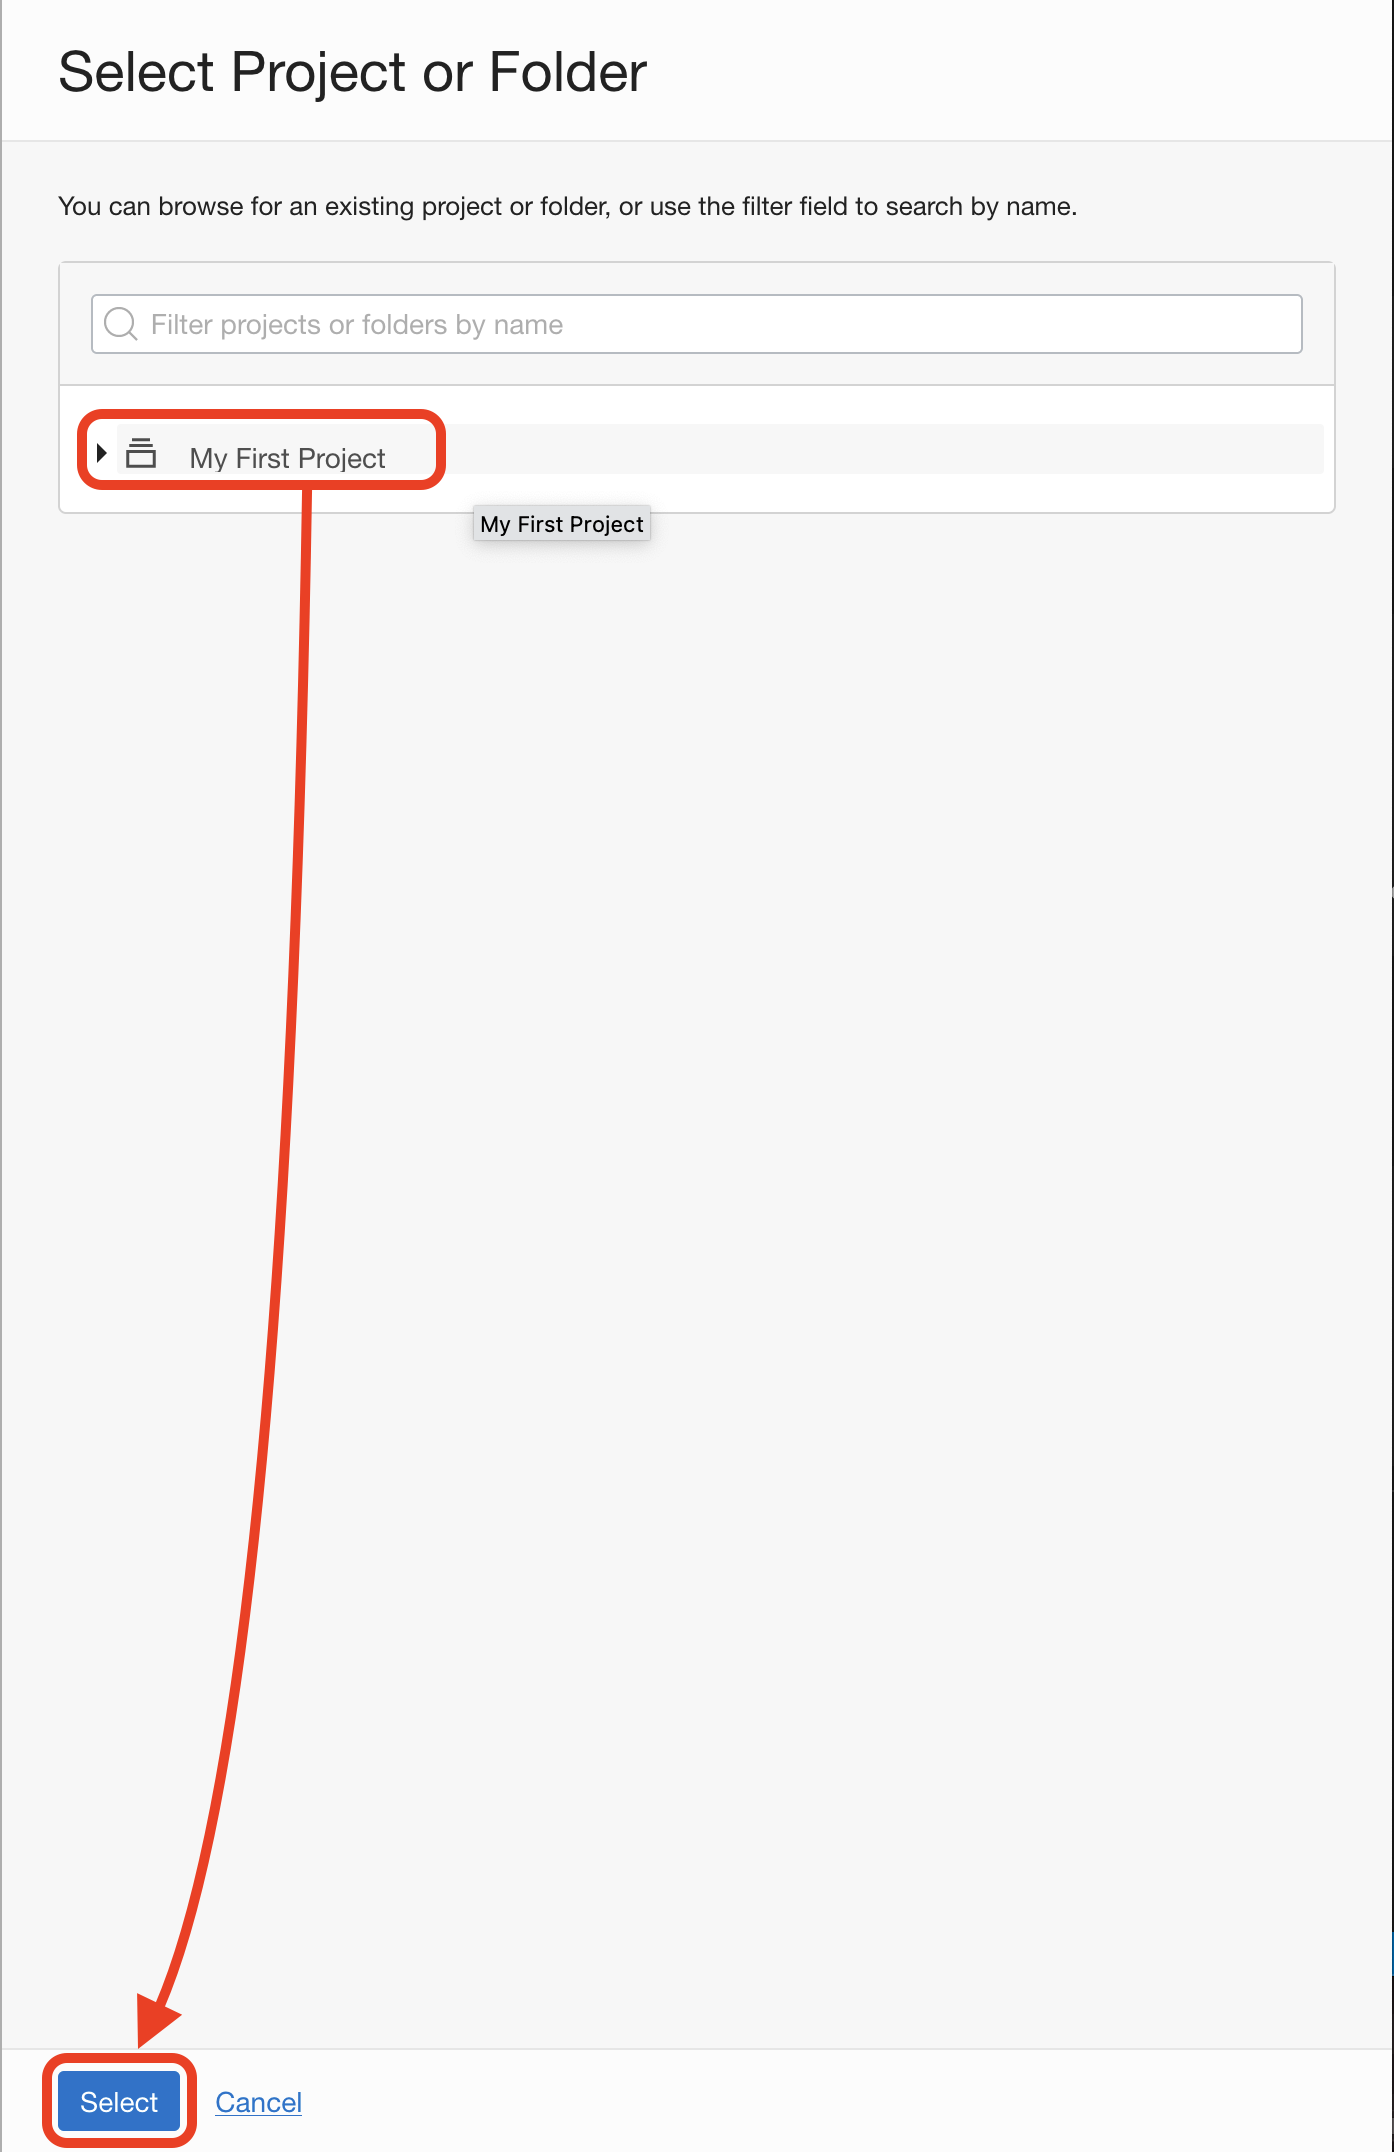 Select Project or Folder
You can browse for an existing project or folder, or use the filter field to search by name.
Filter projects or folders by name
My First Project
My First Project
Select Cancel